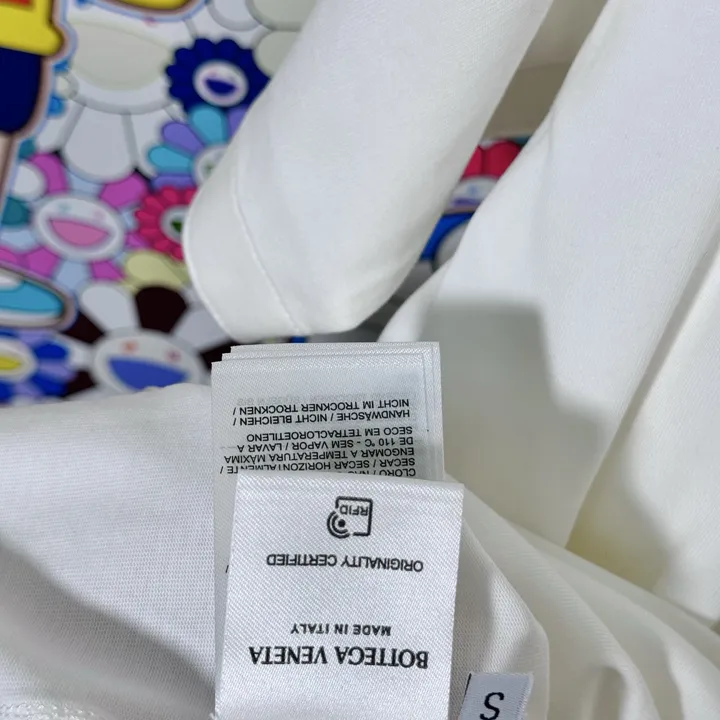 BOTTEGA VENETA
MADE IN ITALY
ORIGINALITY CERTIFIED
RFID
S
SECAR / SECAR HORIZONTALMENTE /
ENGOMAR A TEMPERATURA MÁXIMA
DE 110 °C - SEM VAPOR / LAVAR A
SECO EM TETRACLOROETILENO
HANDWÄSCHE / NICHT BLEICHEN /
NICHT IM TROCKNER TROCKNEN /